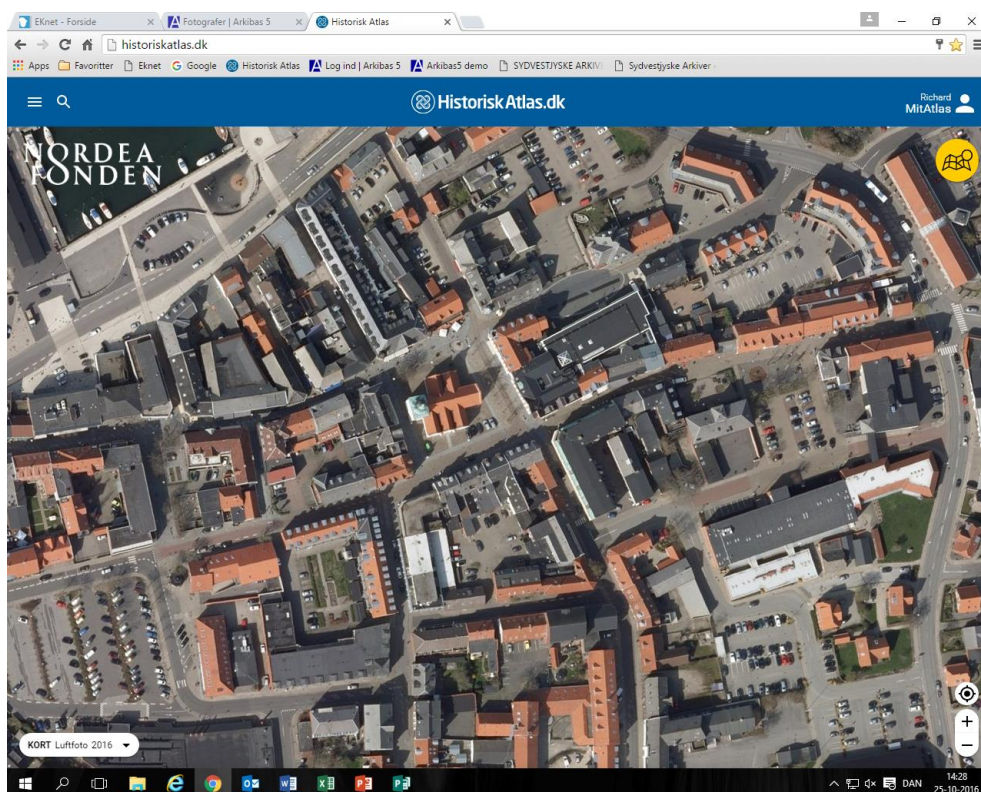 EKnet - Forside
Fotografer | Arkibas 5
Historisk Atlas
historiskatlas.dk
Apps Favoritter Eknet Google Historisk Atlas Log ind | Arkibas 5 Arkibas5 demo SYDVESTJYSKE ARKIV Sydvestjyske Arkiver -
HistoriskAtlas.dk
Richard
MitAtlas
NORDEA
FONDEN
KORT Luftfoto 2016
DAN
14:28
25-10-2016